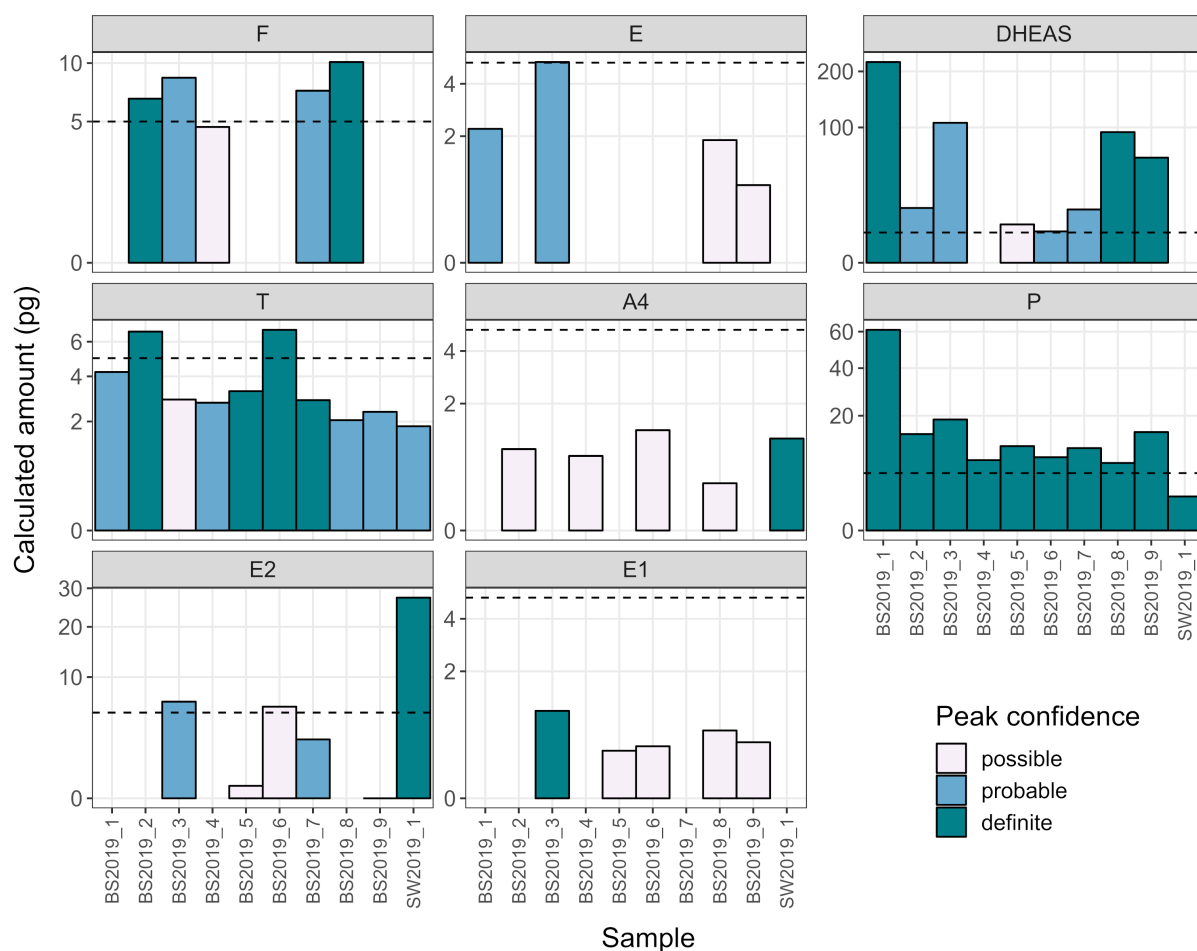 F
E
DHEAS
10
5
0
4
2
0
200
100
0
T
A4
P
6
4
2
0
4
2
0
60
40
20
0
BS2019_1
BS2019_2
BS2019_3
BS2019_4
BS2019_5
BS2019_6
BS2019_7
BS2019_8
BS2019_9
SW2019_1
E2
E1
30
20
10
0
4
2
0
BS2019_1
BS2019_2
BS2019_3
BS2019_4
BS2019_5
BS2019_6
BS2019_7
BS2019_8
BS2019_9
SW2019_1
BS2019_1
BS2019_2
BS2019_3
BS2019_4
BS2019_5
BS2019_6
BS2019_7
BS2019_8
BS2019_9
SW2019_1
Calculated amount (pg)
Sample
Peak confidence
possible
probable
definite